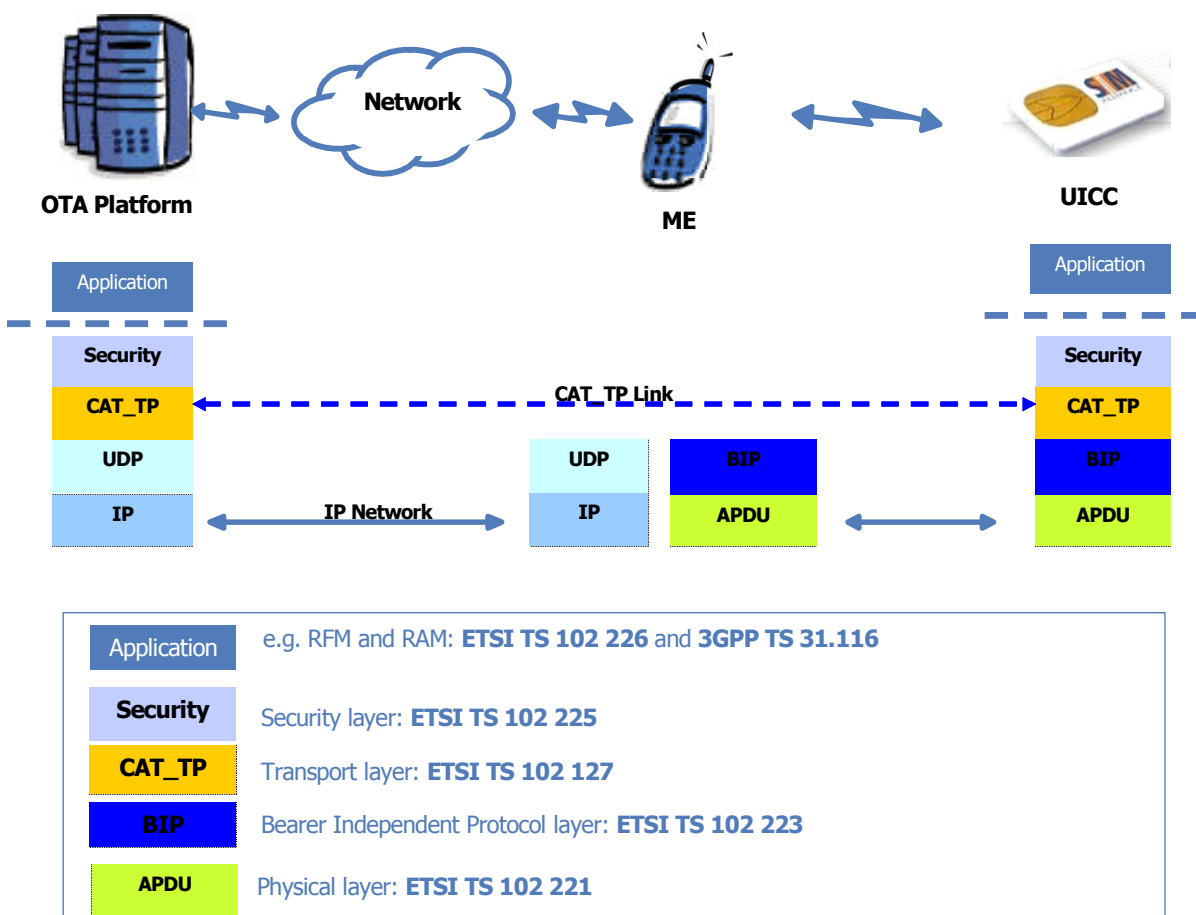 Network
SIM
ALLIANCE
OTA Platform
ME
UICC
Application
Application
Security
Security
CAT_TP Link
CAT_TP
CAT_TP
UDP
UDP
BIP
BIP
IP
IP Network
IP
APDU
APDU
Application e.g. RFM and RAM: ETSI TS 102 226 and 3GPP TS 31.116
Security Security layer: ETSI TS 102 225
CAT_TP Transport layer: ETSI TS 102 127
BIP Bearer Independent Protocol layer: ETSI TS 102 223
APDU Physical layer: ETSI TS 102 221